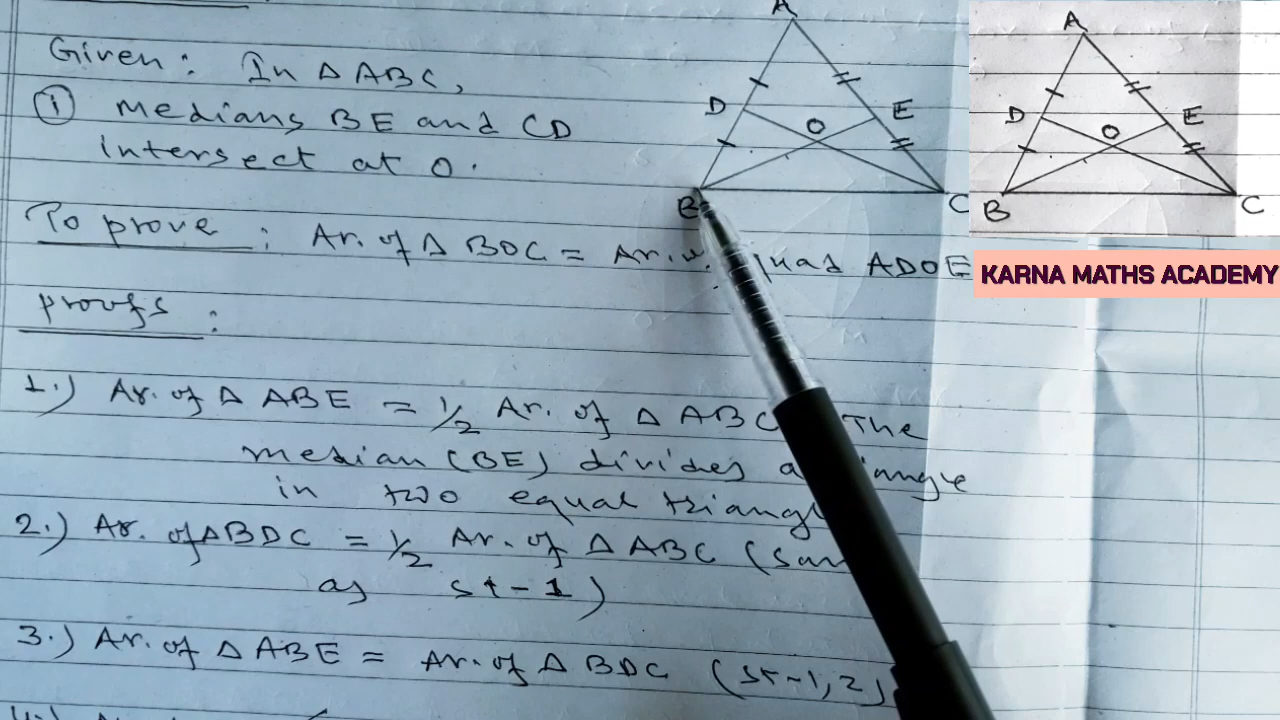 Given: In Δ ABC,
① Medians BE and CD
intersect at O.
To prove: Ar. of Δ BOC = Ar. quad ADOE
proofs:
1.) Ar. of Δ ABE = 1/2 Ar. of Δ ABC The
median (BE) divides a
in two equal
2.) Ar. of ΔBDC = 1/2 Ar. of Δ ABC
as st-1)
3.) Ar. of Δ ABE = Ar. of Δ BDC (St-1,2)
A
D
E
O
B
C
A
D
E
O
B
C
KARNA MATHS ACADEMY